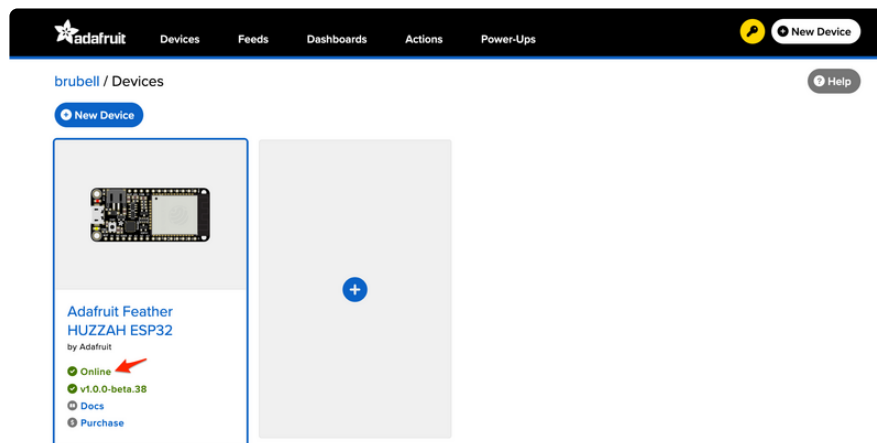 adafruit Devices Feeds Dashboards Actions Power-Ups New Device
brubell / Devices Help
New Device
Adafruit Feather
HUZZAH ESP32
by Adafruit
Online
v1.0.0-beta.38
Docs
Purchase